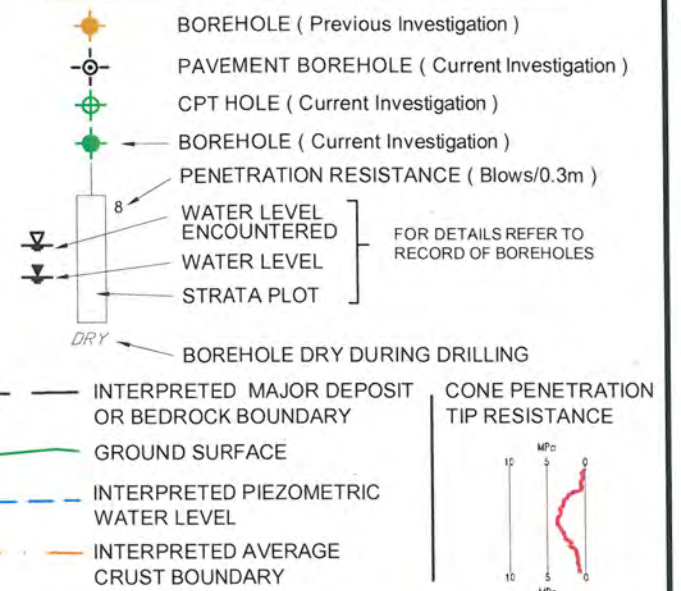 BOREHOLE ( Previous Investigation )
PAVEMENT BOREHOLE ( Current Investigation )
CPT HOLE ( Current Investigation )
BOREHOLE ( Current Investigation )
PENETRATION RESISTANCE ( Blows/0.3m )
8
WATER LEVEL
ENCOUNTERED
WATER LEVEL
STRATA PLOT
FOR DETAILS REFER TO
RECORD OF BOREHOLES
DRY
BOREHOLE DRY DURING DRILLING
INTERPRETED MAJOR DEPOSIT
OR BEDROCK BOUNDARY
GROUND SURFACE
INTERPRETED PIEZOMETRIC
WATER LEVEL
INTERPRETED AVERAGE
CRUST BOUNDARY
CONE PENETRATION
TIP RESISTANCE
MPa
10 5 0
10 5 0
MPa